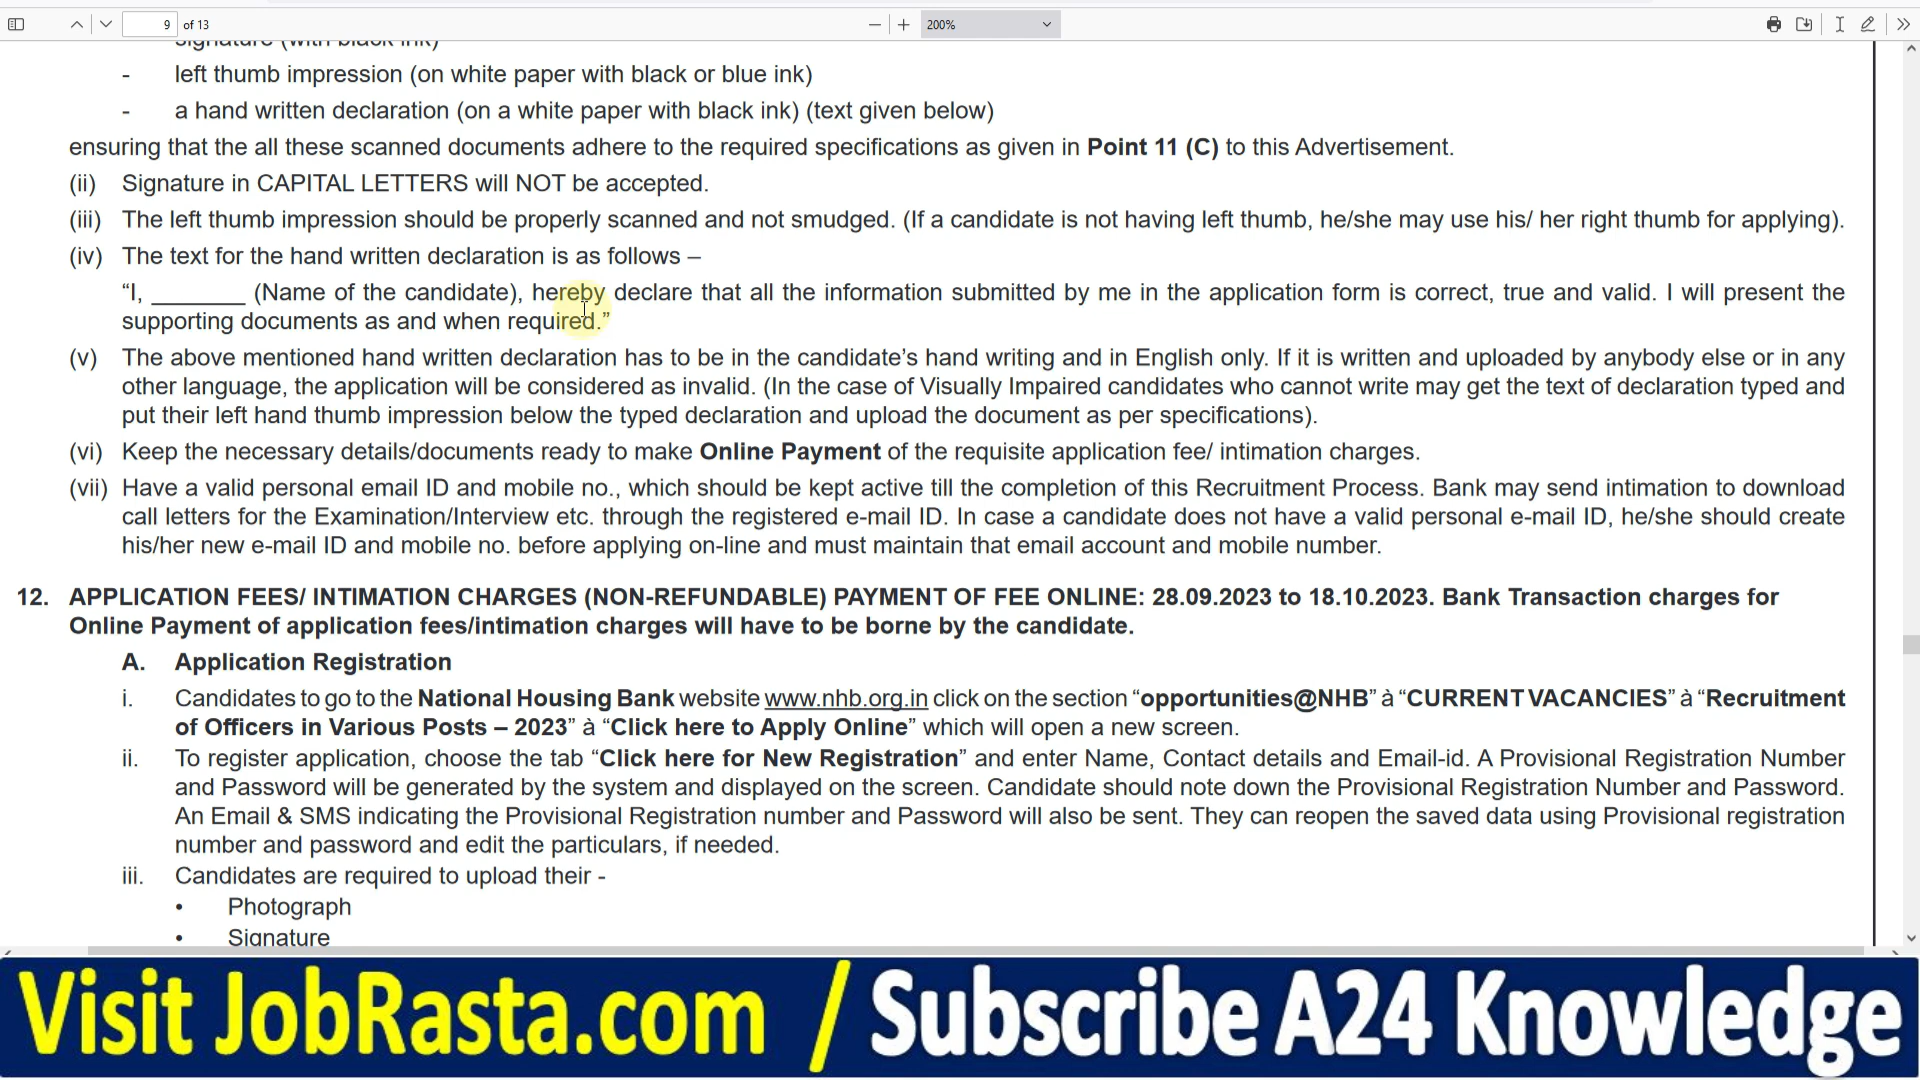 9 of 13
200%
signature (with black ink)
- left thumb impression (on white paper with black or blue ink)
- a hand written declaration (on a white paper with black ink) (text given below)
ensuring that the all these scanned documents adhere to the required specifications as given in Point 11 (C) to this Advertisement.
(ii) Signature in CAPITAL LETTERS will NOT be accepted.
(iii) The left thumb impression should be properly scanned and not smudged. (If a candidate is not having left thumb, he/she may use his/ her right thumb for applying).
(iv) The text for the hand written declaration is as follows –
“I, _______ (Name of the candidate), hereby declare that all the information submitted by me in the application form is correct, true and valid. I will present the
supporting documents as and when required.”
(v) The above mentioned hand written declaration has to be in the candidate’s hand writing and in English only. If it is written and uploaded by anybody else or in any
other language, the application will be considered as invalid. (In the case of Visually Impaired candidates who cannot write may get the text of declaration typed and
put their left hand thumb impression below the typed declaration and upload the document as per specifications).
(vi) Keep the necessary details/documents ready to make Online Payment of the requisite application fee/ intimation charges.
(vii) Have a valid personal email ID and mobile no., which should be kept active till the completion of this Recruitment Process. Bank may send intimation to download
call letters for the Examination/Interview etc. through the registered e-mail ID. In case a candidate does not have a valid personal e-mail ID, he/she should create
his/her new e-mail ID and mobile no. before applying on-line and must maintain that email account and mobile number.
12. APPLICATION FEES/ INTIMATION CHARGES (NON-REFUNDABLE) PAYMENT OF FEE ONLINE: 28.09.2023 to 18.10.2023. Bank Transaction charges for
Online Payment of application fees/intimation charges will have to be borne by the candidate.
A. Application Registration
i. Candidates to go to the National Housing Bank website www.nhb.org.in click on the section “opportunities@NHB” à “CURRENT VACANCIES” à “Recruitment
of Officers in Various Posts – 2023” à “Click here to Apply Online” which will open a new screen.
ii. To register application, choose the tab “Click here for New Registration” and enter Name, Contact details and Email-id. A Provisional Registration Number
and Password will be generated by the system and displayed on the screen. Candidate should note down the Provisional Registration Number and Password.
An Email & SMS indicating the Provisional Registration number and Password will also be sent. They can reopen the saved data using Provisional registration
number and password and edit the particulars, if needed.
iii. Candidates are required to upload their -
• Photograph
• Signature
Visit JobRasta.com / Subscribe A24 Knowledge